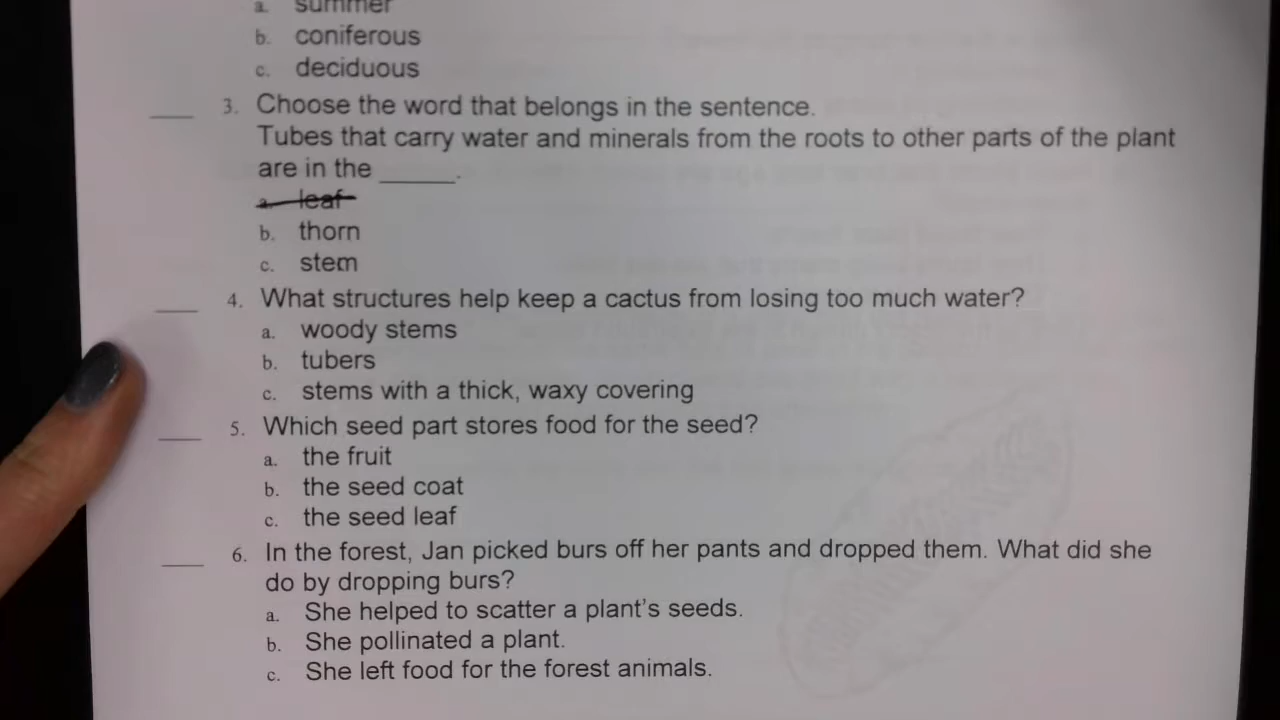 a. summer
b. coniferous
c. deciduous
___ 3. Choose the word that belongs in the sentence.
Tubes that carry water and minerals from the roots to other parts of the plant
are in the _____.
a. leaf
b. thorn
c. stem
___ 4. What structures help keep a cactus from losing too much water?
a. woody stems
b. tubers
c. stems with a thick, waxy covering
___ 5. Which seed part stores food for the seed?
a. the fruit
b. the seed coat
c. the seed leaf
___ 6. In the forest, Jan picked burs off her pants and dropped them. What did she
do by dropping burs?
a. She helped to scatter a plant's seeds.
b. She pollinated a plant.
c. She left food for the forest animals.